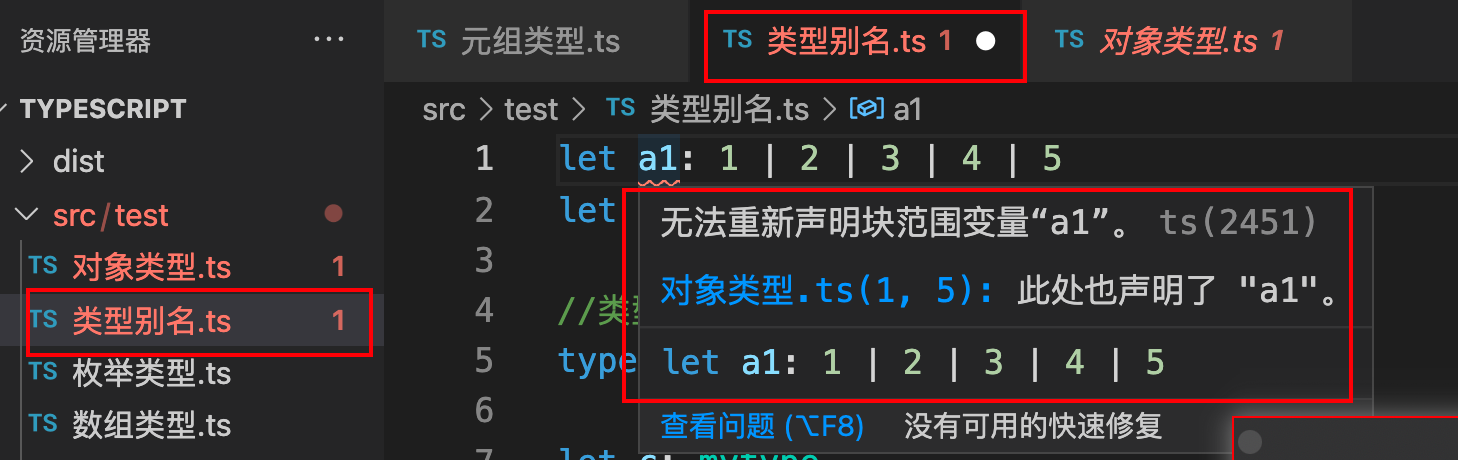 资源管理器 ···
TS 元组类型.ts TS 类型别名.ts 1 TS 对象类型.ts 1
TYPESCRIPT
src > test > TS 类型别名.ts > a1
dist
1 let a1: 1 | 2 | 3 | 4 | 5
src/test
2 let
无法重新声明块范围变量“a1”。 ts(2451)
TS 对象类型.ts 1
3
对象类型.ts(1, 5): 此处也声明了 "a1"。
TS 类型别名.ts 1
4 //类
5 type
let a1: 1 | 2 | 3 | 4 | 5
TS 枚举类型.ts
6
TS 数组类型.ts
查看问题 (⌥F8) 没有可用的快速修复
7 let c: mytype